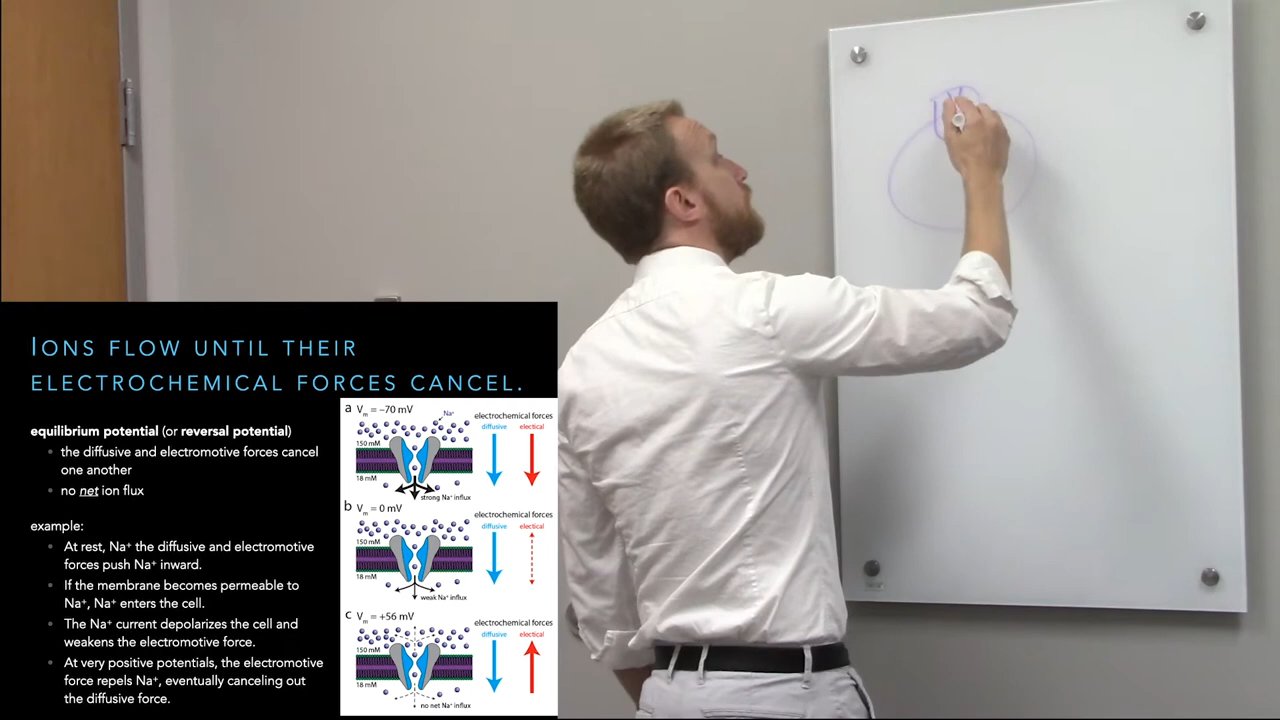 IONS FLOW UNTIL THEIR
ELECTROCHEMICAL FORCES CANCEL.
equilibrium potential (or reversal potential)
• the diffusive and electromotive forces cancel
one another
• no net ion flux
example:
• At rest, Na⁺ the diffusive and electromotive
forces push Na⁺ inward.
• If the membrane becomes permeable to
Na⁺, Na⁺ enters the cell.
• The Na⁺ current depolarizes the cell and
weakens the electromotive force.
• At very positive potentials, the electromotive
force repels Na⁺, eventually canceling out
the diffusive force.
a Vm = –70 mV
Na⁺
electrochemical forces
diffusive electical
150 mM
18 mM
strong Na⁺ influx
b Vm = 0 mV
electrochemical forces
diffusive electical
150 mM
18 mM
weak Na⁺ influx
c Vm = +56 mV
electrochemical forces
diffusive electical
150 mM
18 mM
no net Na⁺ influx